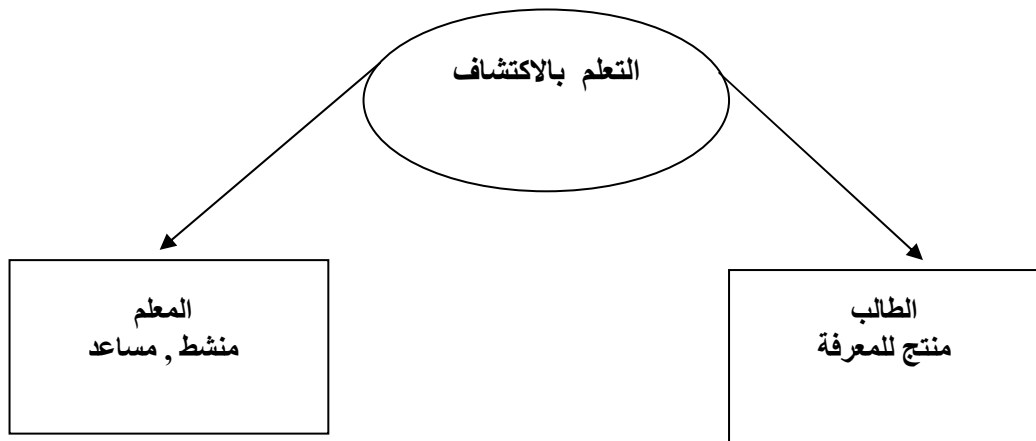 التعلم بالاكتشاف
الطالب
منتج للمعرفة
المعلم
منشط , مساعد